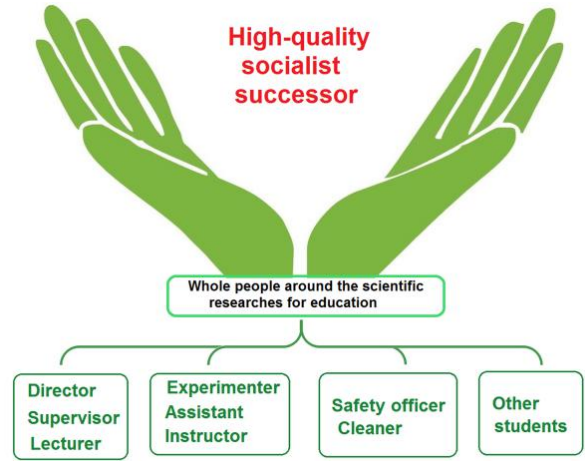 High-quality
socialist
successor
Whole people around the scientific
researches for education
Director
Supervisor
Lecturer
Experimenter
Assistant
Instructor
Safety officer
Cleaner
Other
students